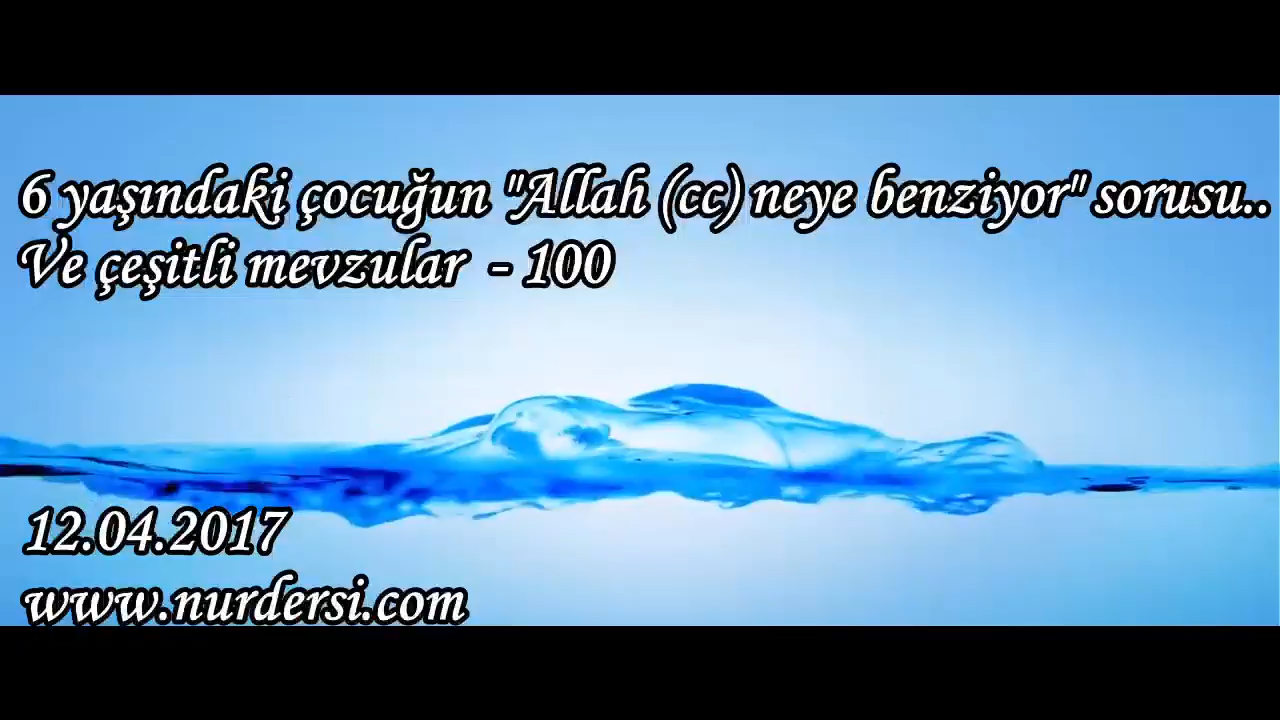 6 yaşındaki çocuğun "Allah (cc) neye benziyor" sorusu..
Ve çeşitli mevzular - 100
12.04.2017
www.nurdersi.com